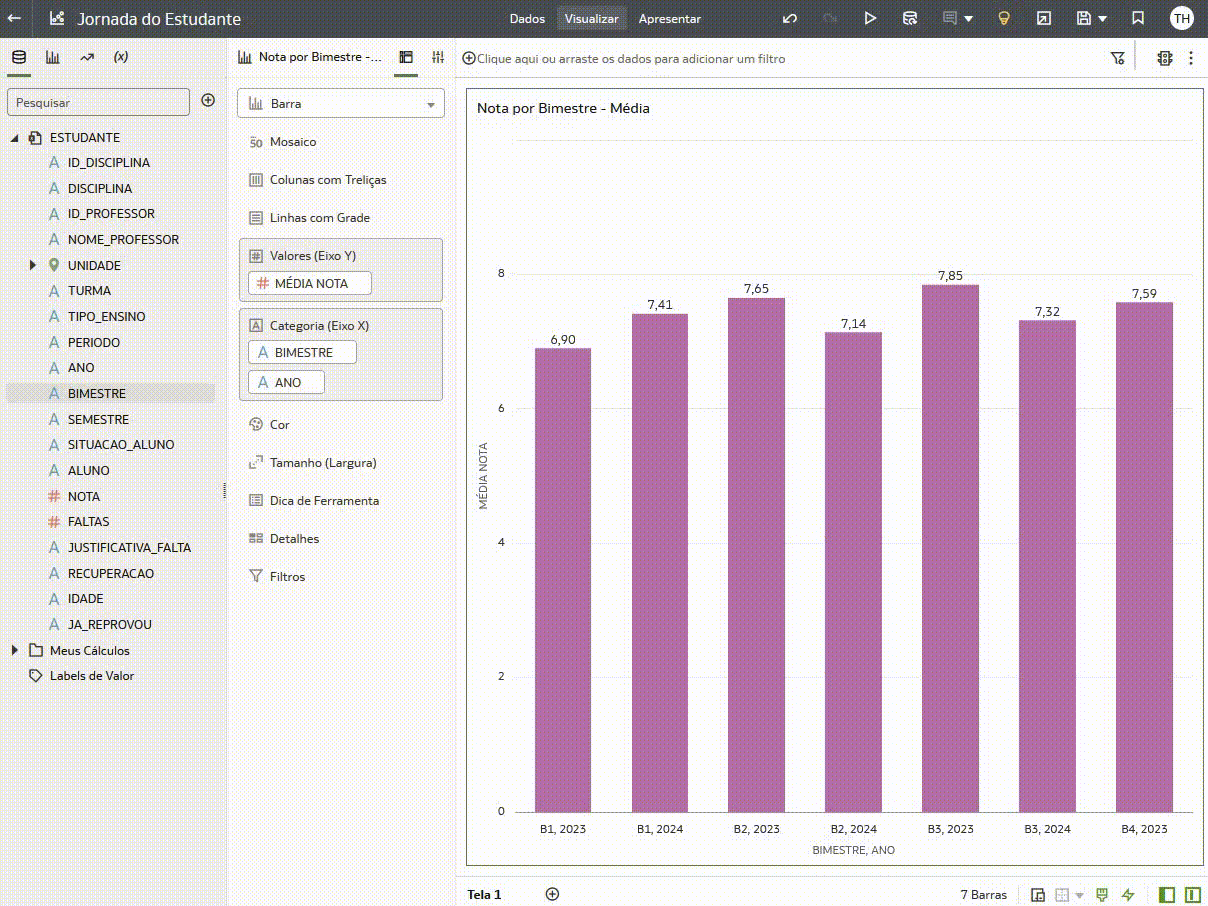 Jornada do Estudante
Dados
Visualizar
Apresentar
TH
(x)
Pesquisar
ESTUDANTE
A ID_DISCIPLINA
A DISCIPLINA
A ID_PROFESSOR
A NOME_PROFESSOR
UNIDADE
A TURMA
A TIPO_ENSINO
A PERIODO
A ANO
A BIMESTRE
A SEMESTRE
A SITUACAO_ALUNO
A ALUNO
# NOTA
# FALTAS
A JUSTIFICATIVA_FALTA
A RECUPERACAO
A IDADE
A JA_REPROVOU
Meus Cálculos
Labels de Valor
Nota por Bimestre -...
Barra
50 Mosaico
Colunas com Treliças
Linhas com Grade
# Valores (Eixo Y)
# MÉDIA NOTA
A Categoria (Eixo X)
A BIMESTRE
A ANO
Cor
Tamanho (Largura)
Dica de Ferramenta
Detalhes
Filtros
Clique aqui ou arraste os dados para adicionar um filtro
Nota por Bimestre - Média
8
6
4
2
0
MÉDIA NOTA
6,90
7,41
7,65
7,14
7,85
7,32
7,59
B1, 2023
B1, 2024
B2, 2023
B2, 2024
B3, 2023
B3, 2024
B4, 2023
BIMESTRE, ANO
Tela 1
7 Barras